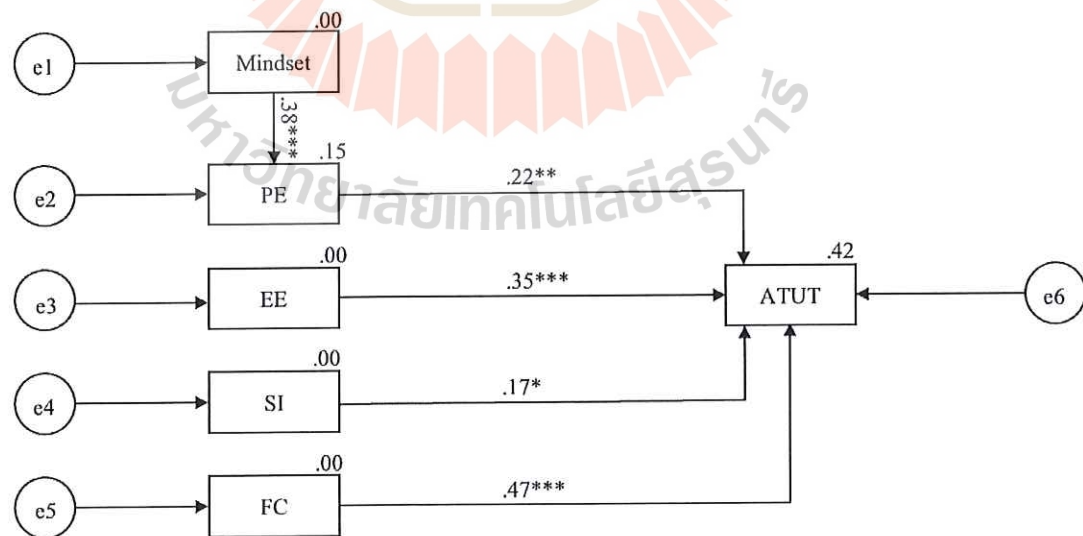 .00
e1
Mindset
.38***
.15
e2
PE
.22**
มหาวิทยาลัยเทคโนโลยีสุรนารี
.00
.42
e3
EE
.35***
ATUT
e6
.00
e4
SI
.17*
.00
e5
FC
.47***